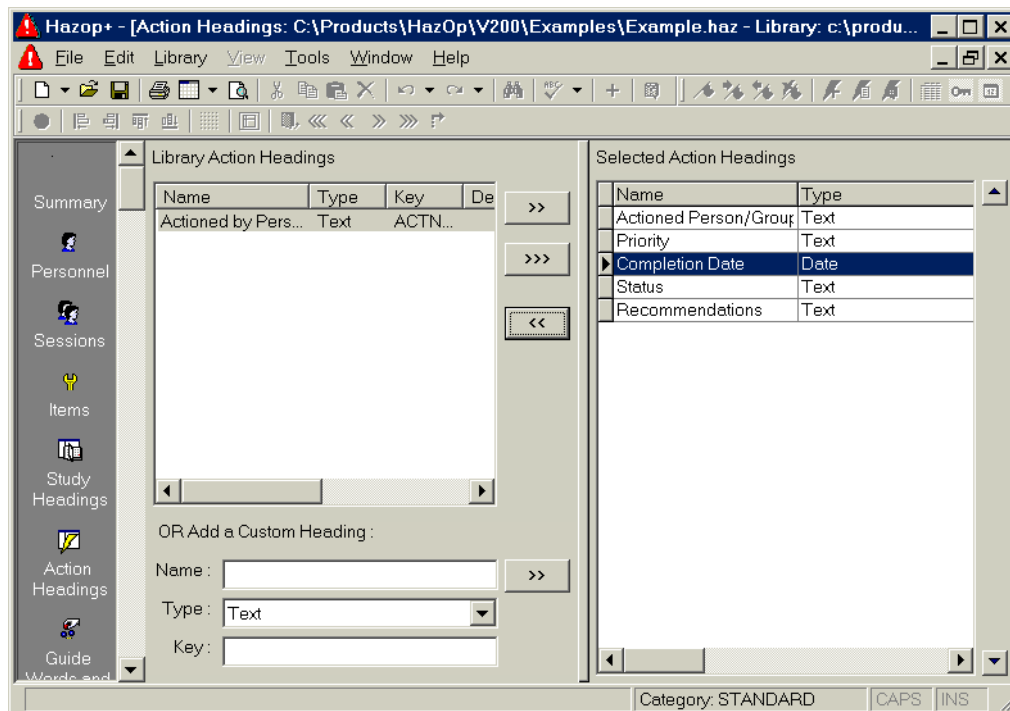 Hazop+ - [Action Headings: C:\Products\HazOp\V200\Examples\Example.haz - Library: c:\produ...
File Edit Library View Tools Window Help
Summary
Personnel
Sessions
Items
Study
Headings
Action
Headings
Guide
Words and
Library Action Headings
Name Type Key De
Actioned by Pers... Text ACTN...
>>
>>>
<<
OR Add a Custom Heading :
Name :
>>
Type : Text
Key :
Selected Action Headings
Name Type
Actioned Person/Group Text
Priority Text
Completion Date Date
Status Text
Recommendations Text
Category: STANDARD CAPS INS